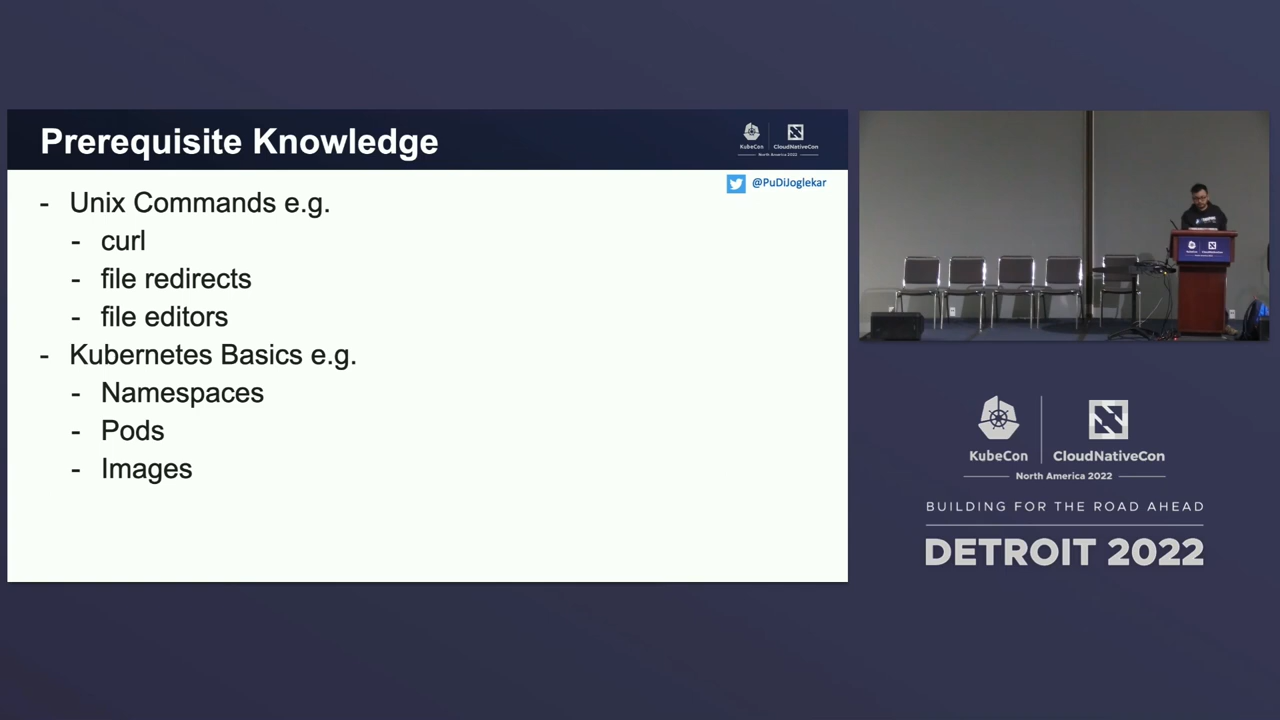 Prerequisite Knowledge
KubeCon
CloudNativeCon
North America 2022
@PuDiJoglekar
- Unix Commands e.g.
- curl
- file redirects
- file editors
- Kubernetes Basics e.g.
- Namespaces
- Pods
- Images
KubeCon
CloudNativeCon
North America 2022
BUILDING FOR THE ROAD AHEAD
DETROIT 2022